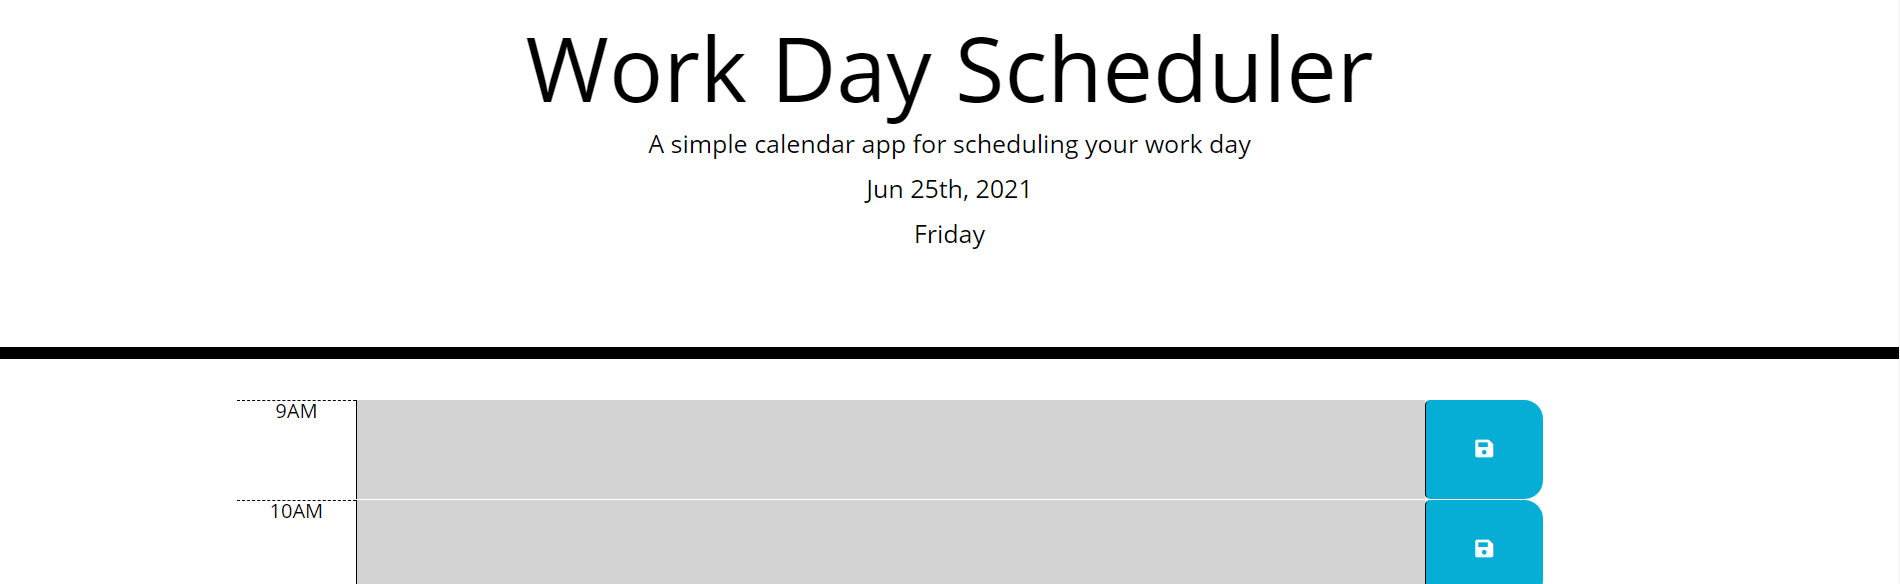 Work Day Scheduler
A simple calendar app for scheduling your work day
Jun 25th, 2021
Friday
9AM
10AM